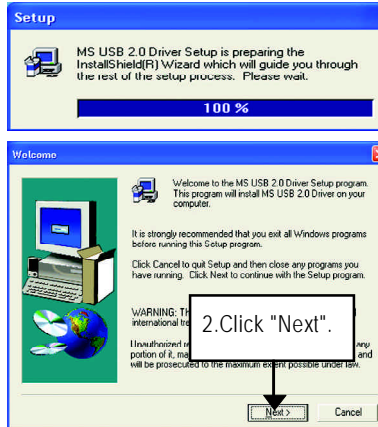 Setup
MS USB 2.0 Driver Setup is preparing the
InstallShield(R) Wizard which will guide you through
the rest of the setup process. Please wait.
100 %
Welcome
Welcome to the MS USB 2.0 Driver Setup program.
This program will install MS USB 2.0 Driver on your
computer.
It is strongly recommended that you exit all Windows programs
before running this Setup program.
Click Cancel to quit Setup and then close any programs you
have running. Click Next to continue with the Setup program.
WARNING:
international
2.Click "Next".
Unauthorized any
portion of it, and
will be prosecuted to the maximum extent possible under law.
Next > Cancel